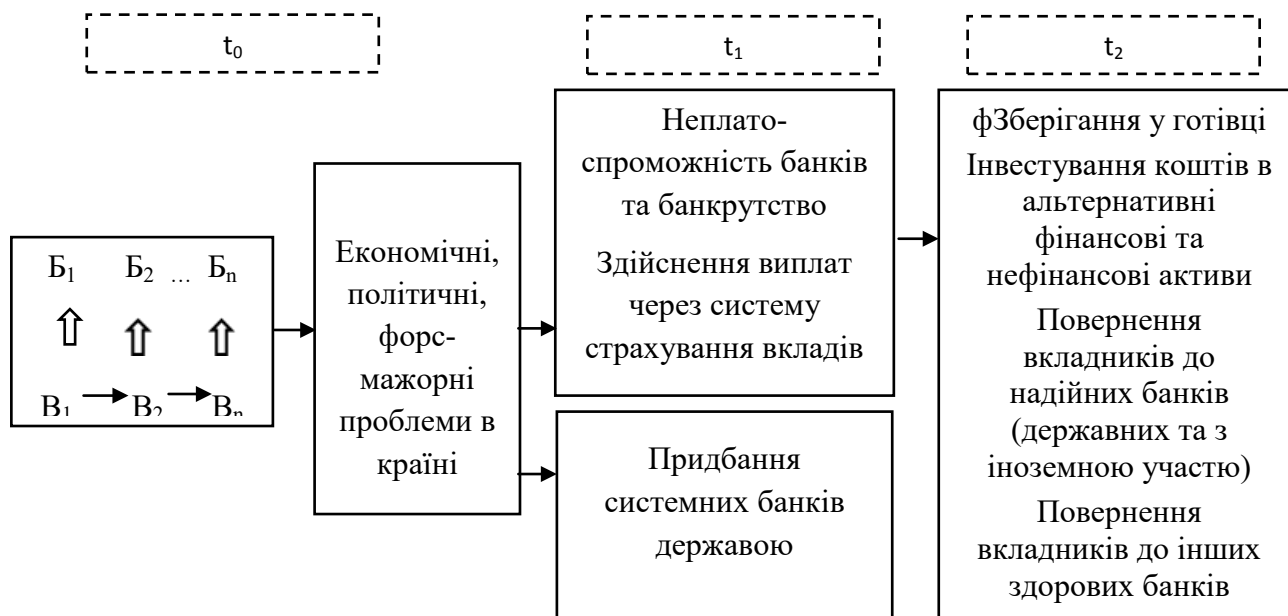 t₀
t₁
t₂
Б₁ Б₂ ... Бₙ
В₁ В₂ Вₙ
Економічні,
політичні,
форс-
мажорні
проблеми в
країні
Неплато-
спроможність банків
та банкрутство
Здійснення виплат
через систему
страхування вкладів
Придбання
системних банків
державою
фЗберігання у готівці
Інвестування коштів в
альтернативні
фінансові та
нефінансові активи
Повернення
вкладників до
надійних банків
(державних та з
іноземною участю)
Повернення
вкладників до інших
здорових банків